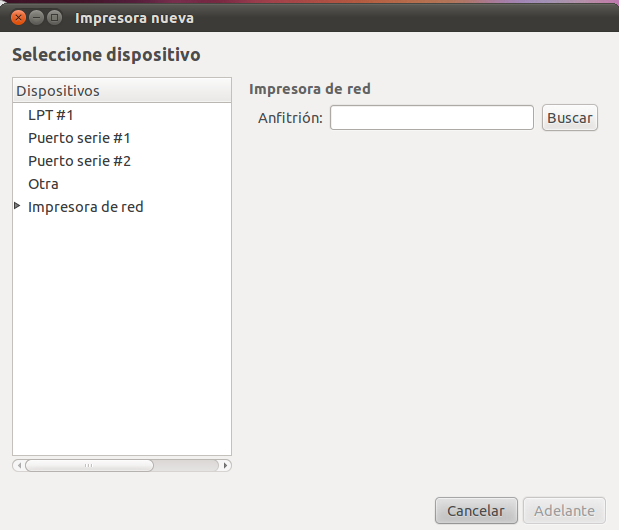 Impresora nueva
Seleccione dispositivo
Dispositivos
LPT #1
Puerto serie #1
Puerto serie #2
Otra
Impresora de red
Impresora de red
Anfitrión:
Buscar
Cancelar
Adelante